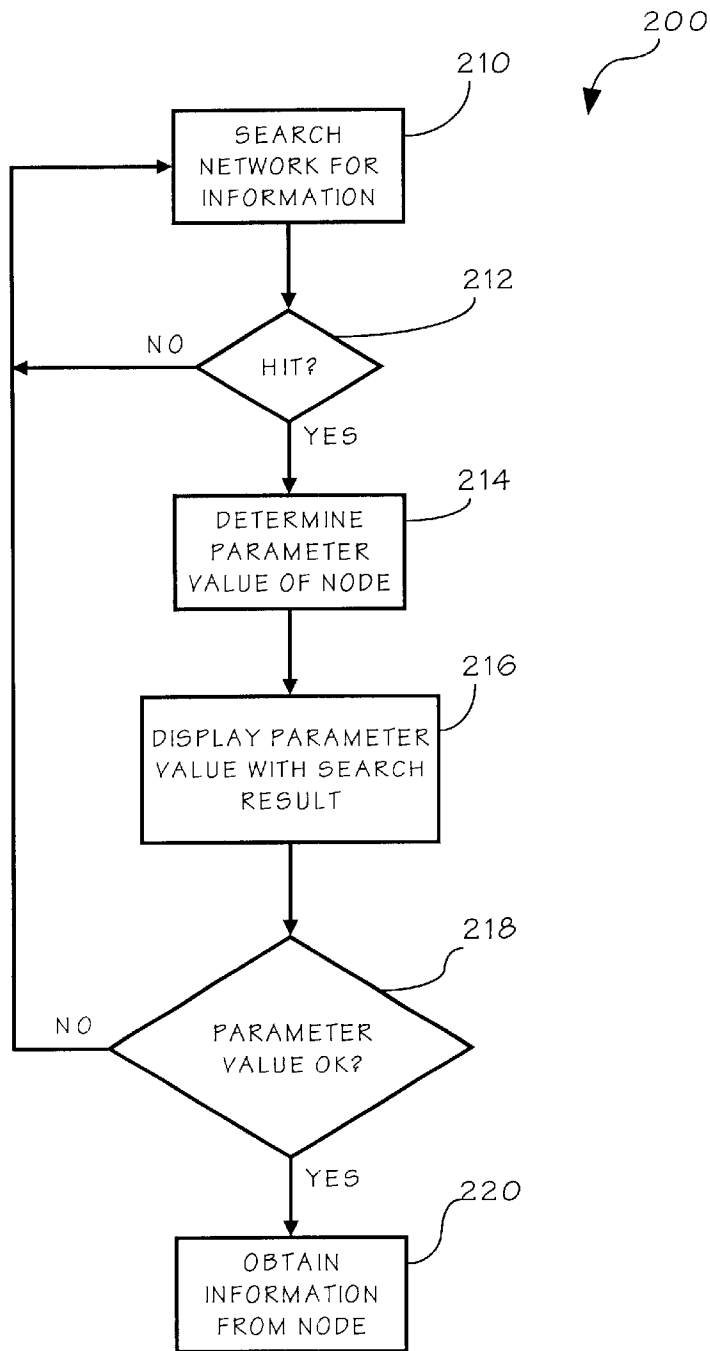 200
210
SEARCH
NETWORK FOR
INFORMATION
212
NO
HIT?
YES
214
DETERMINE
PARAMETER
VALUE OF NODE
216
DISPLAY PARAMETER
VALUE WITH SEARCH
RESULT
218
NO
PARAMETER
VALUE OK?
YES
220
OBTAIN
INFORMATION
FROM NODE